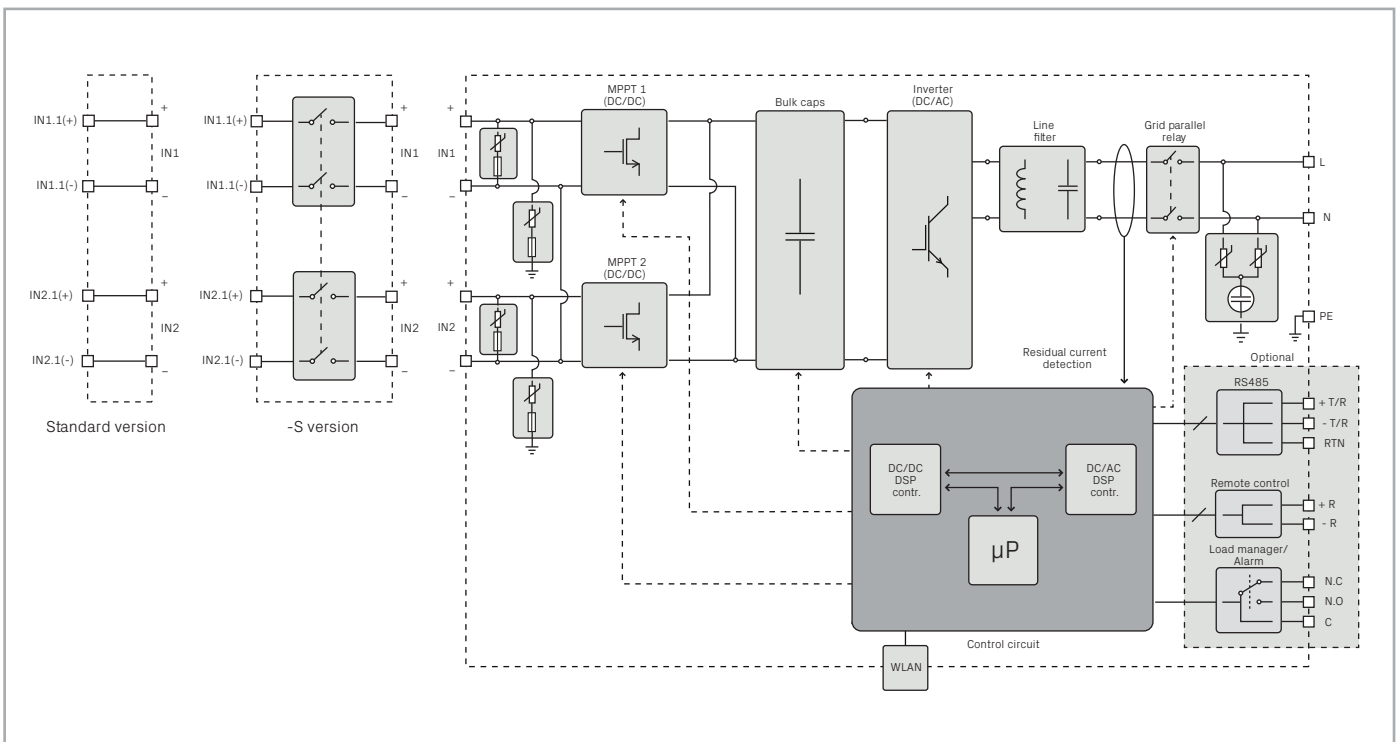 IN1.1(+)
+
IN1
IN1.1(-)
–
IN2.1(+)
+
IN2
IN2.1(-)
–
Standard version
IN1.1(+)
+
IN1
IN1.1(-)
–
IN2.1(+)
+
IN2
IN2.1(-)
–
-S version
+
IN1
–
+
IN2
–
MPPT 1
(DC/DC)
MPPT 2
(DC/DC)
Bulk caps
Inverter
(DC/AC)
Line
filter
Grid parallel
relay
L
N
PE
Residual current
detection
Optional
RS485
+ T/R
- T/R
RTN
Remote control
+ R
- R
Load manager/
Alarm
N.C
N.O
C
DC/DC
DSP
contr.
DC/AC
DSP
contr.
µP
Control circuit
WLAN